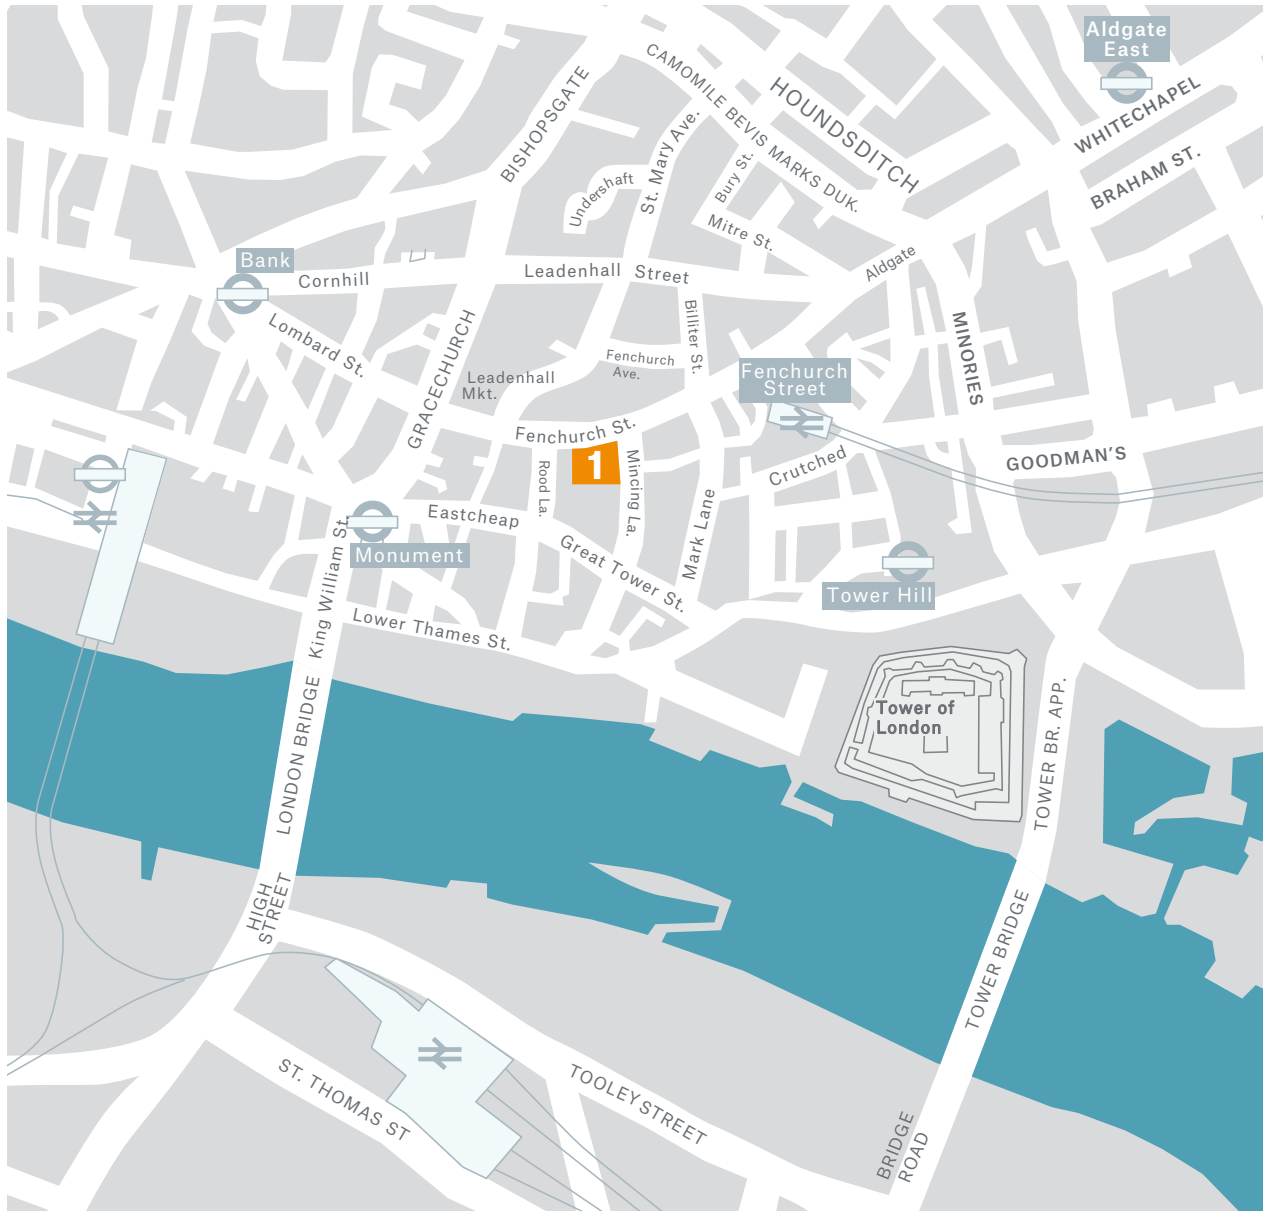 Aldgate
East
CAMOMILE BEVIS MARKS DUK.
HOUNDSDITCH
WHITECHAPEL
BRAHAM ST.
BISHOPSGATE
St. Mary Ave.
Undershaft
Bury St.
Mitre St.
Aldgate
Bank
Cornhill
Leadenhall Street
Lombard St.
GRACECHURCH
Billiter St.
MINORIES
Fenchurch
Ave.
Leadenhall
Mkt.
Fenchurch
Street
Fenchurch St.
1
Rood La.
Mincing La.
Mark Lane
Crutched
GOODMAN'S
Eastcheap
Great Tower St.
Monument
King William St.
Tower Hill
Lower Thames St.
Tower of
London
TOWER BR. APP.
LONDON BRIDGE
HIGH
STREET
TOWER BRIDGE
ST. THOMAS ST
TOOLEY STREET
BRIDGE
ROAD